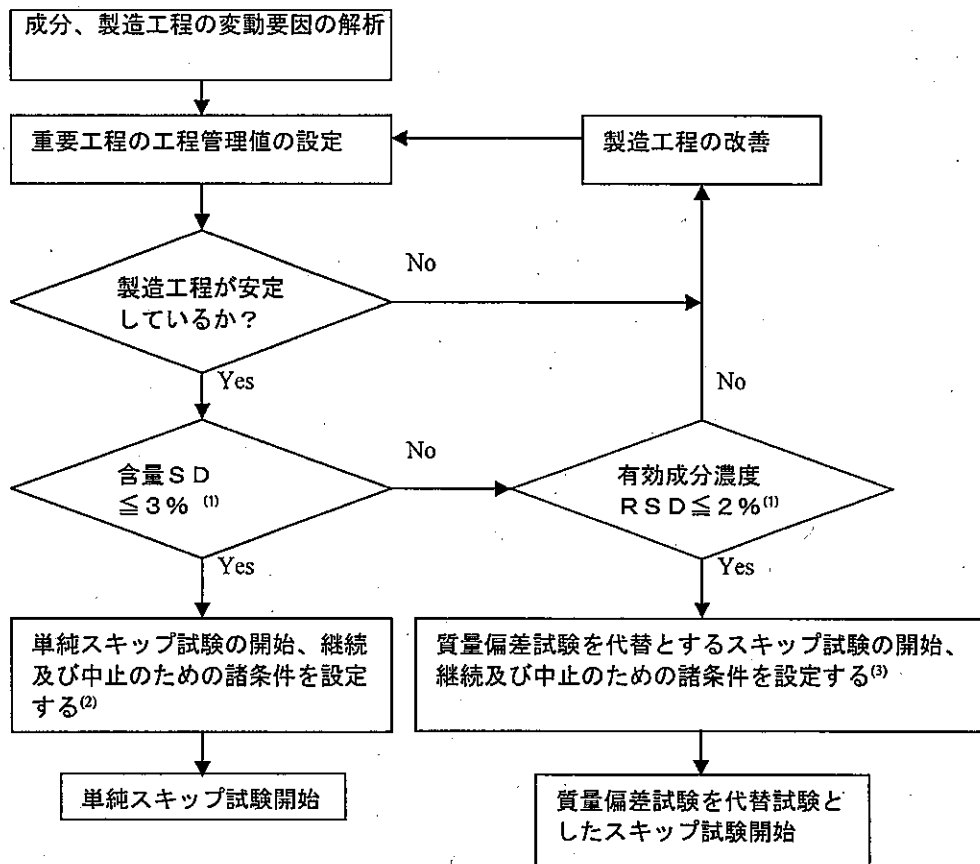 成分、製造工程の変動要因の解析
重要工程の工程管理値の設定
製造工程の改善
No
製造工程が安定
しているか?
Yes
No
含量SD
≦3% (1)
No
有効成分濃度
RSD≦2%(1)
Yes
Yes
単純スキップ試験の開始、継続
及び中止のための諸条件を設定
する(2)
質量偏差試験を代替とするスキップ試験の開始、
継続及び中止のための諸条件を設定する(3)
単純スキップ試験開始
質量偏差試験を代替試験と
したスキップ試験開始